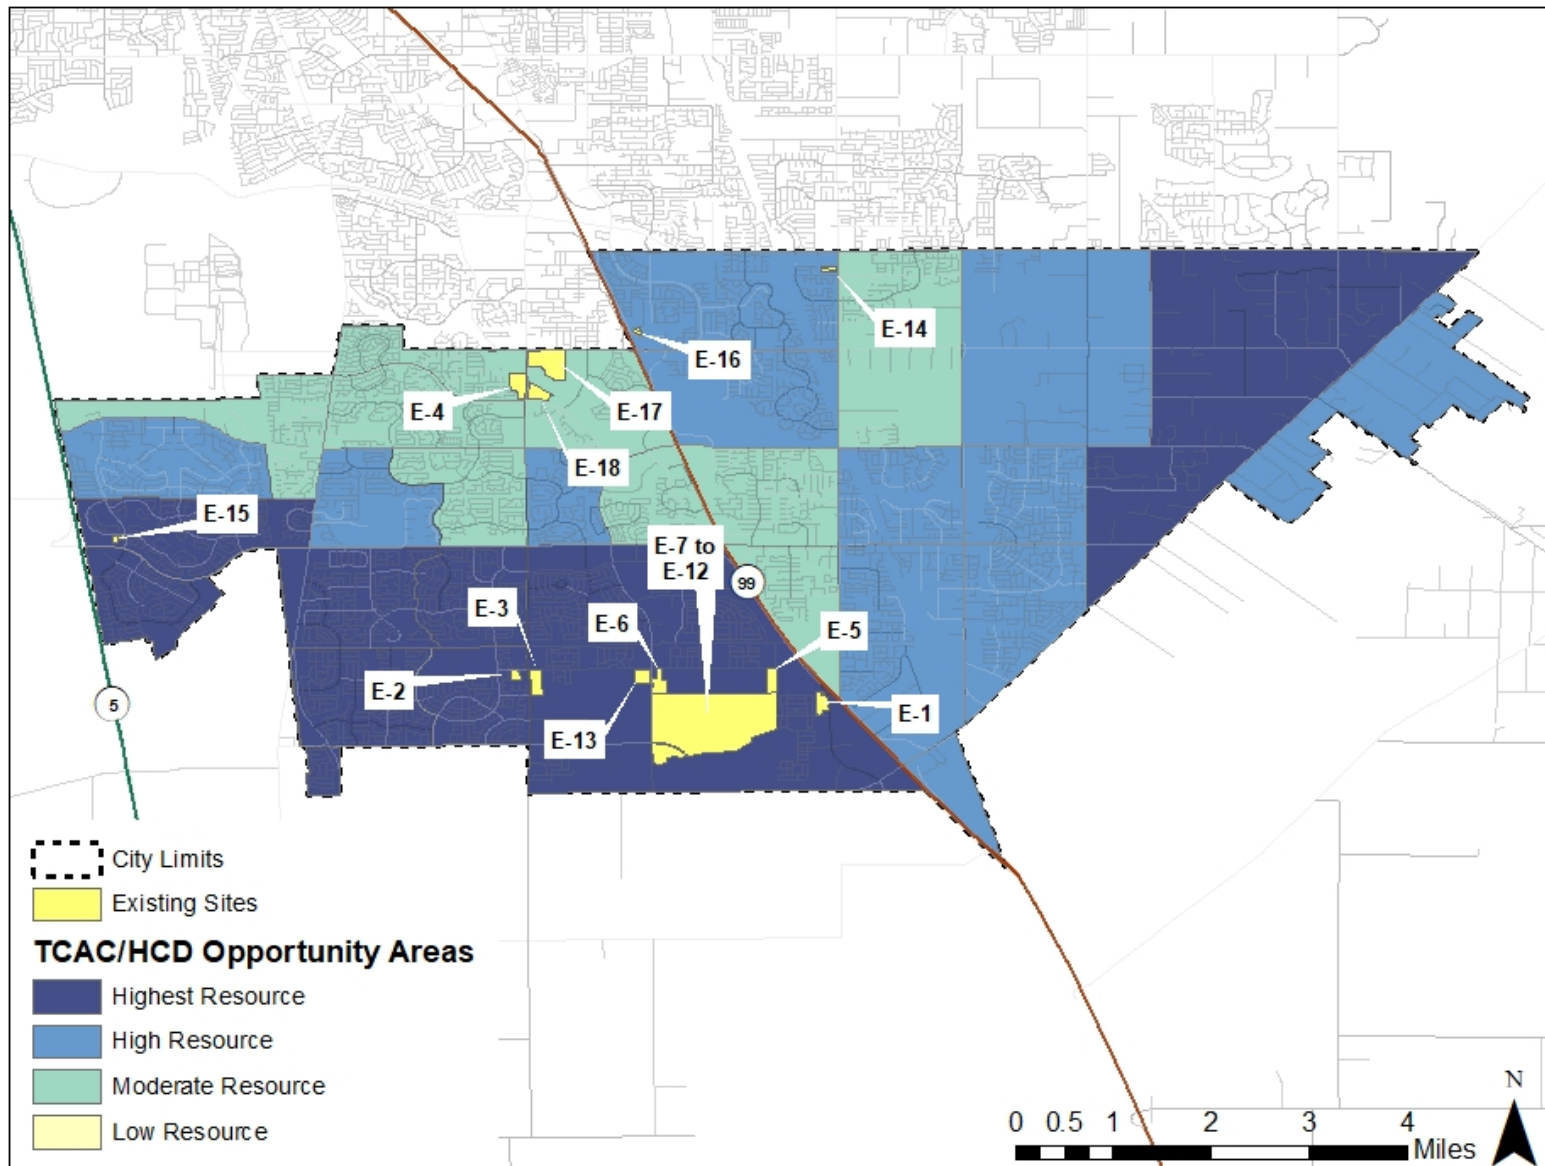 E-14
E-16
E-4
E-17
E-18
E-15
E-7 to
E-12
99
E-3
E-6
E-5
E-2
5
E-1
E-13
City Limits
Existing Sites
TCAC/HCD Opportunity Areas
Highest Resource
High Resource
Moderate Resource
Low Resource
N
0 0.5 1 2 3 4
Miles